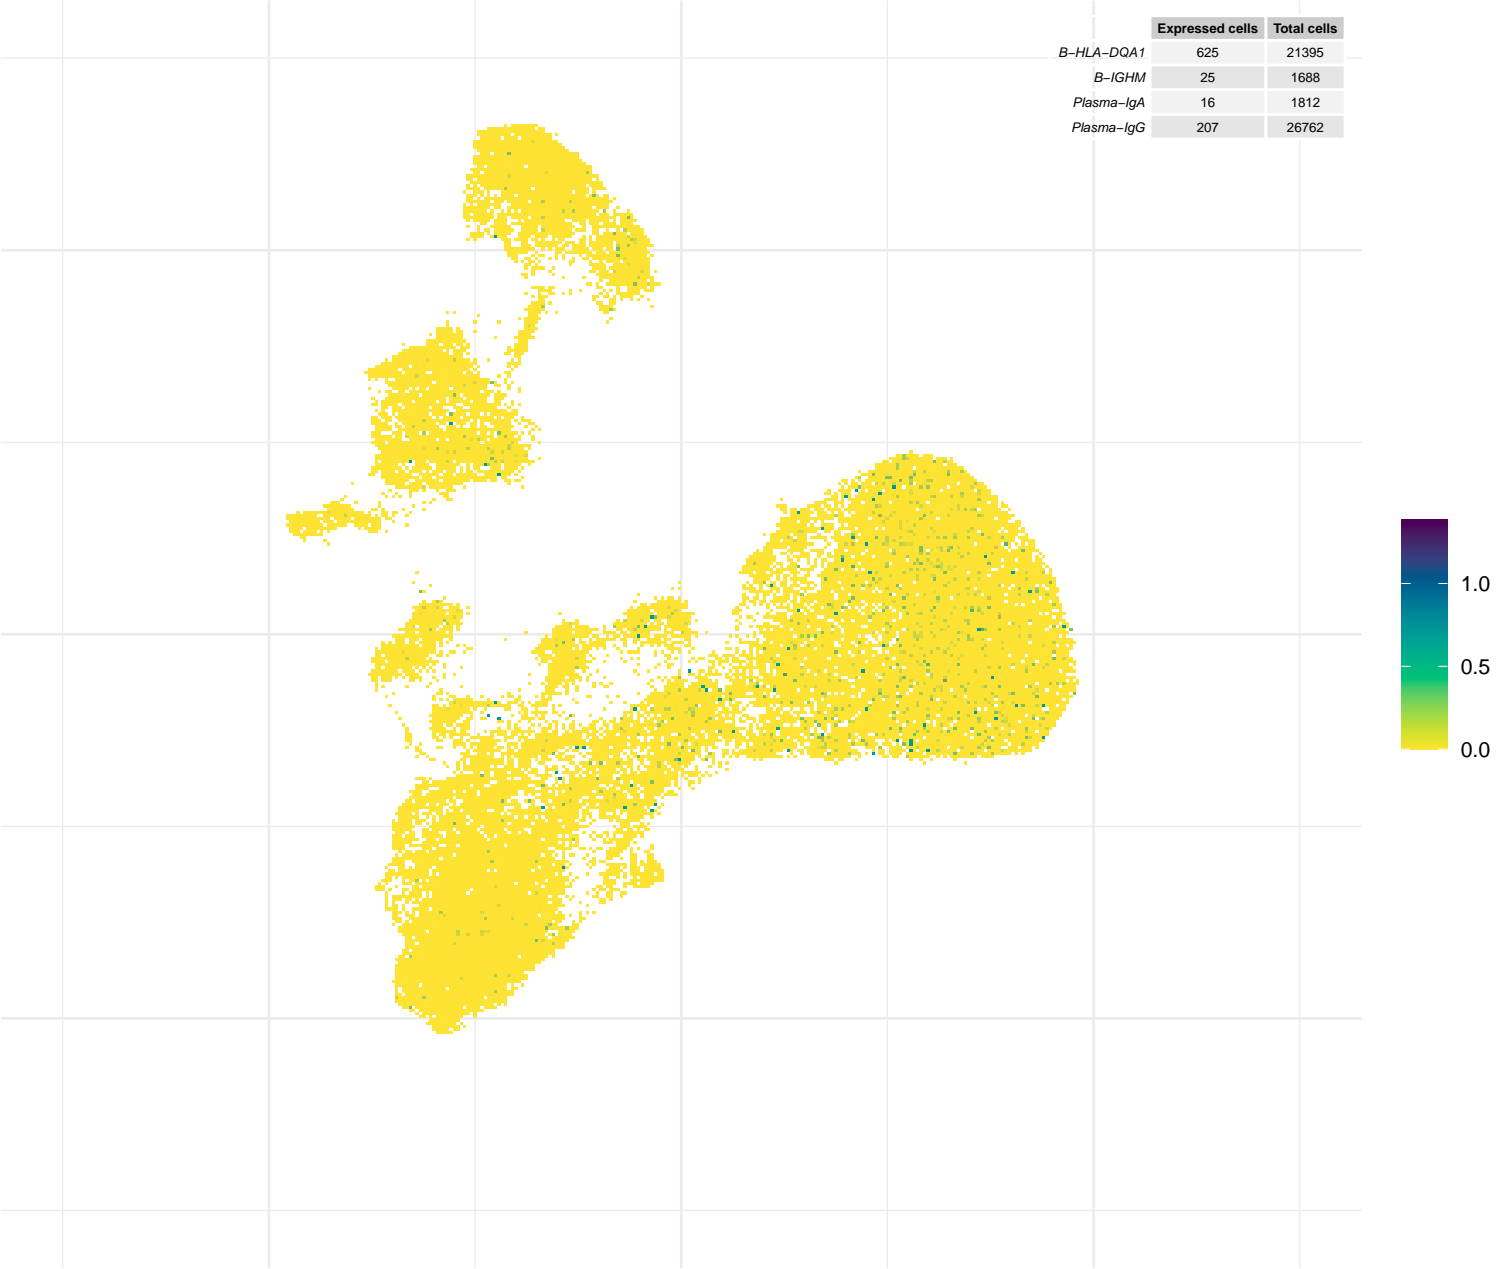 Expressed cells Total cells
B−HLA−DQA1 625 21395
B−IGHM 25 1688
Plasma−IgA 16 1812
Plasma−IgG 207 26762
1.0
0.5
0.0